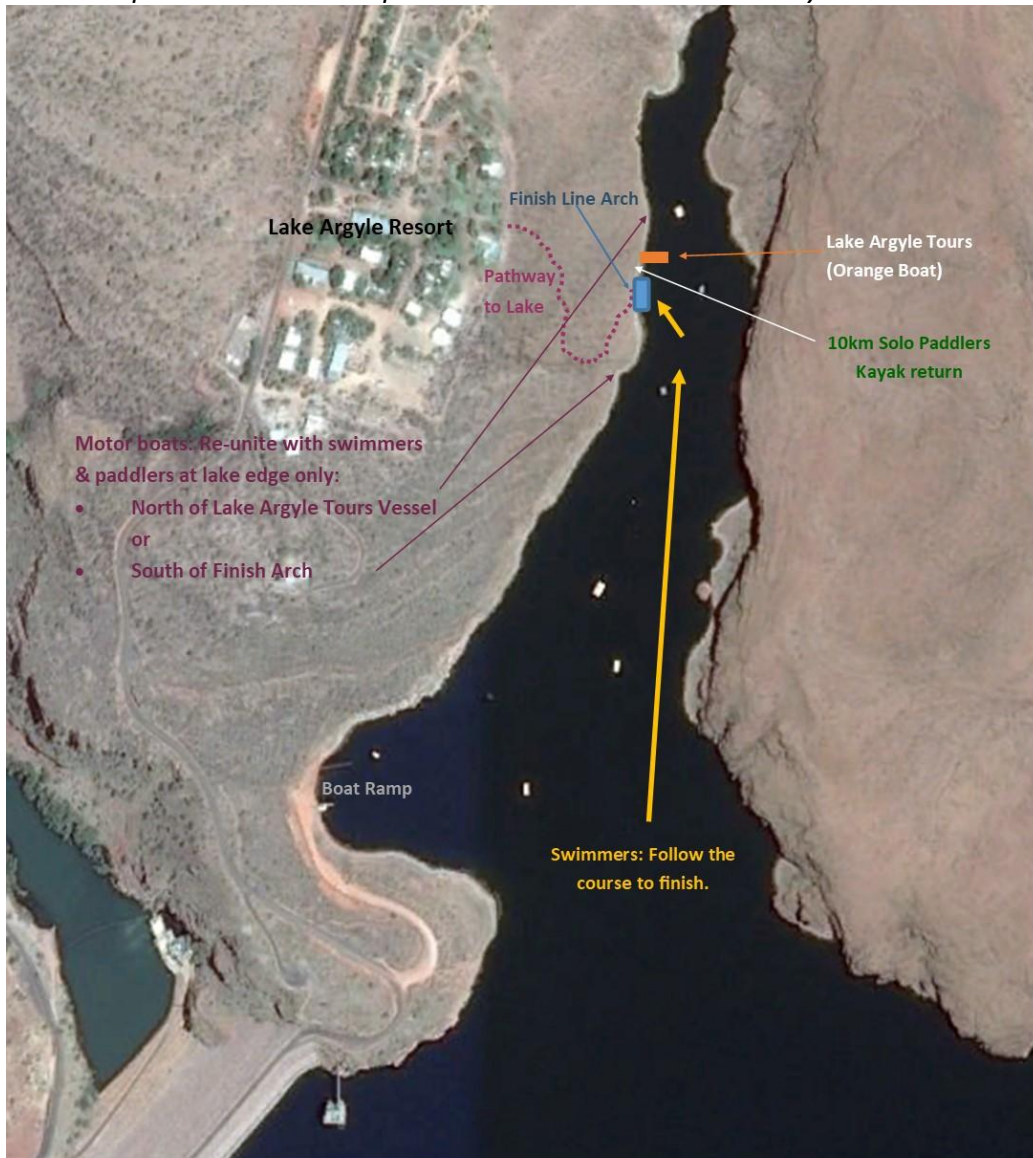 Finish Line Arch
Lake Argyle Resort
Lake Argyle Tours
(Orange Boat)
Pathway
to Lake
10km Solo Paddlers
Kayak return
Motor boats: Re-unite with swimmers
& paddlers at lake edge only:
• North of Lake Argyle Tours Vessel
or
• South of Finish Arch
Boat Ramp
Swimmers: Follow the
course to finish.